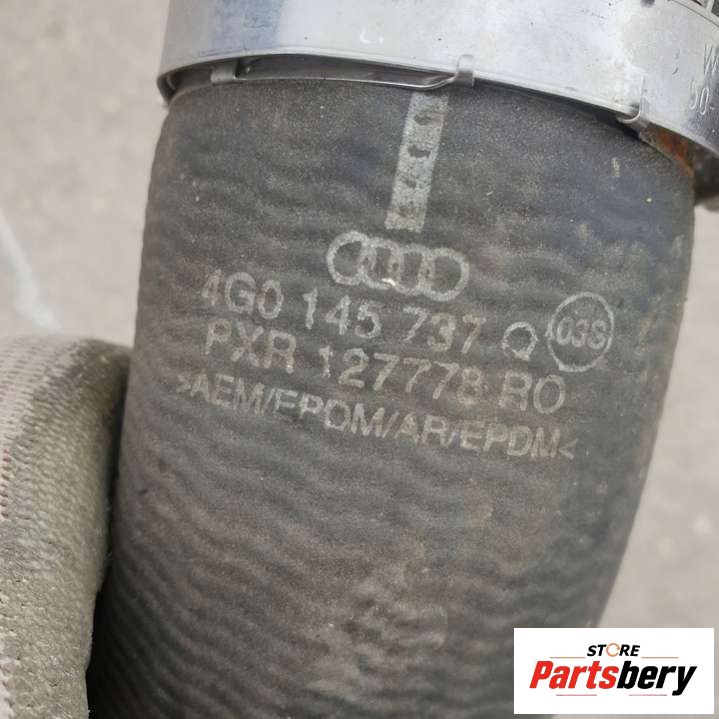 4G0 145 737 Q 03S
PXR 127778 RO
>AEM/EPDM/AR/EPDM<
STORE
Partsbery